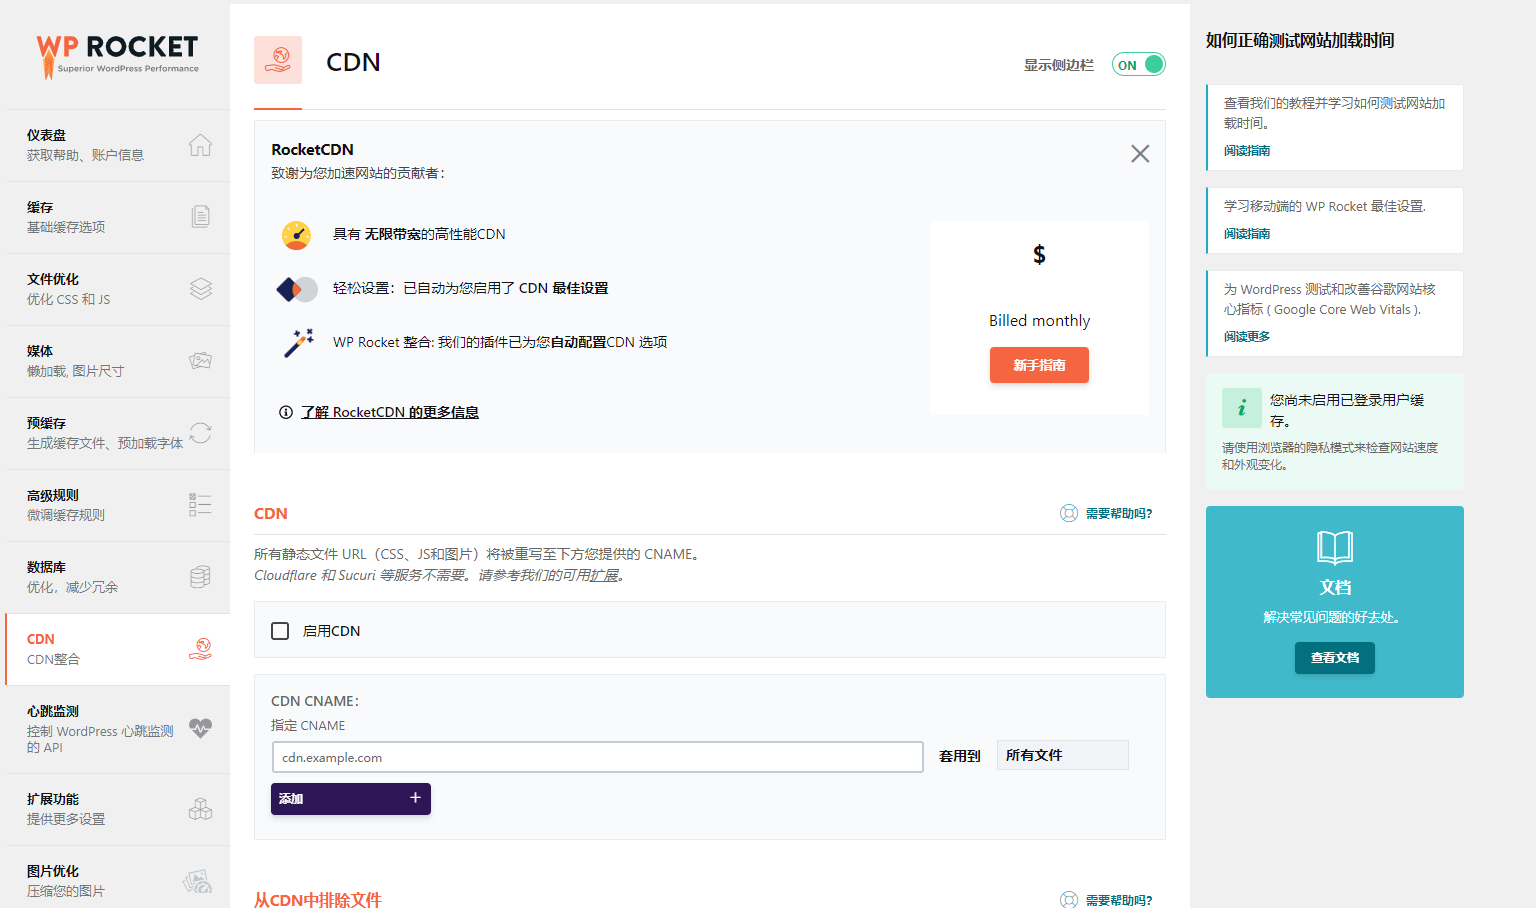 WP ROCKET
Superior WordPress Performance
仪表盘
获取帮助、账户信息
缓存
基础缓存选项
文件优化
优化 CSS 和 JS
媒体
懒加载, 图片尺寸
预缓存
生成缓存文件、预加载字体
高级规则
微调缓存规则
数据库
优化，减少冗余
CDN
CDN整合
心跳监测
控制 WordPress 心跳监测
的 API
扩展功能
提供更多设置
图片优化
压缩您的图片
CDN
显示侧边栏
ON
RocketCDN
致谢为您加速网站的贡献者：
具有 无限带宽的高性能CDN
轻松设置：已自动为您启用了 CDN 最佳设置
WP Rocket 整合: 我们的插件已为您自动配置CDN 选项
了解 RocketCDN 的更多信息
$
Billed monthly
新手指南
CDN
需要帮助吗?
所有静态文件 URL（CSS、JS和图片）将被重写至下方您提供的 CNAME。
Cloudflare 和 Sucuri 等服务不需要。请参考我们的可用扩展。
启用CDN
CDN CNAME：
指定 CNAME
cdn.example.com
套用到
所有文件
添加 +
从CDN中排除文件
需要帮助吗?
如何正确测试网站加载时间
查看我们的教程并学习如何测试网站加
载时间。
阅读指南
学习移动端的 WP Rocket 最佳设置.
阅读指南
为 WordPress 测试和改善谷歌网站核
心指标 ( Google Core Web Vitals ).
阅读更多
i
您尚未启用已登录用户缓
存。
请使用浏览器的隐私模式来检查网站速度
和外观变化。
文档
解决常见问题的好去处。
查看文档